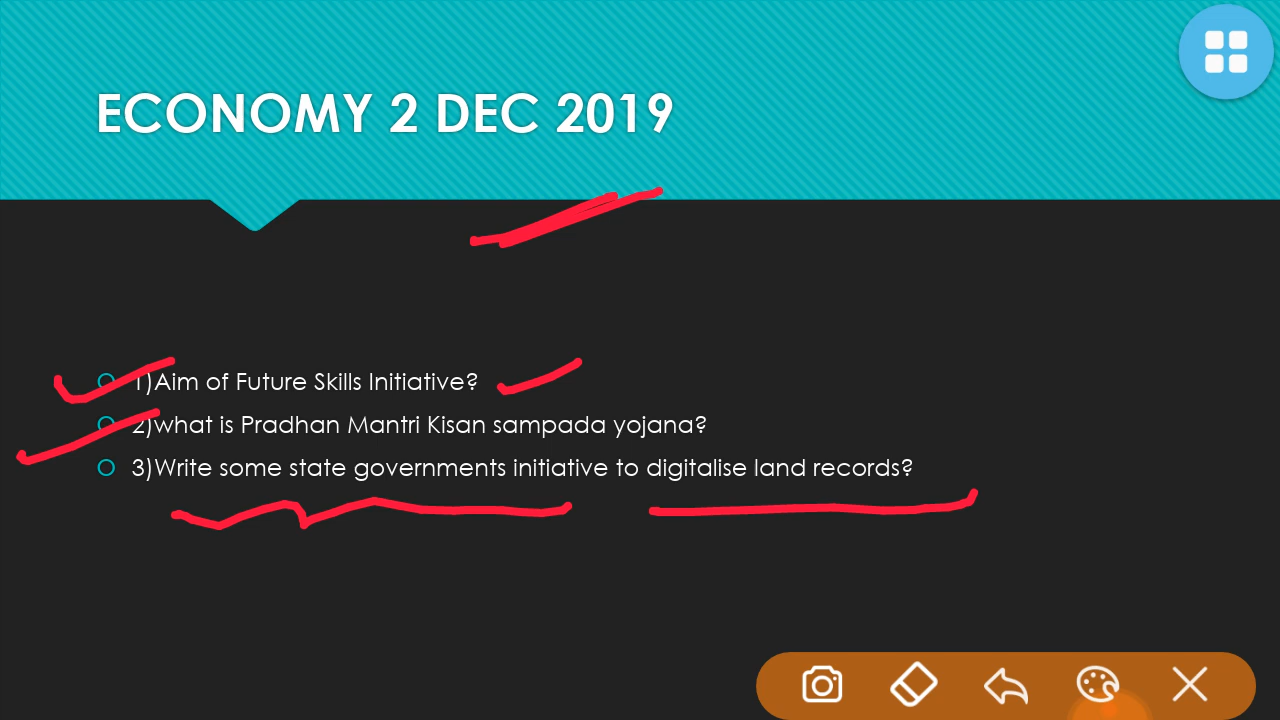 ECONOMY 2 DEC 2019
1)Aim of Future Skills Initiative?
2)what is Pradhan Mantri Kisan sampada yojana?
3)Write some state governments initiative to digitalise land records?